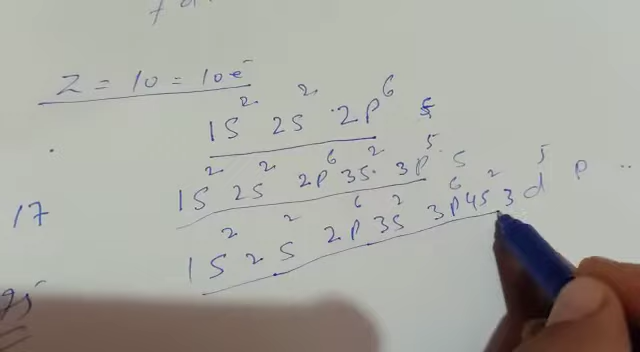 Z = 10 = 10e⁻
1S² 2S² 2P⁶ S
17 1S² 2S² 2P⁶ 3S² 3P⁵ S
1S² 2S² 2P⁶ 3S² 3P⁶ 4S² 3d⁵ P